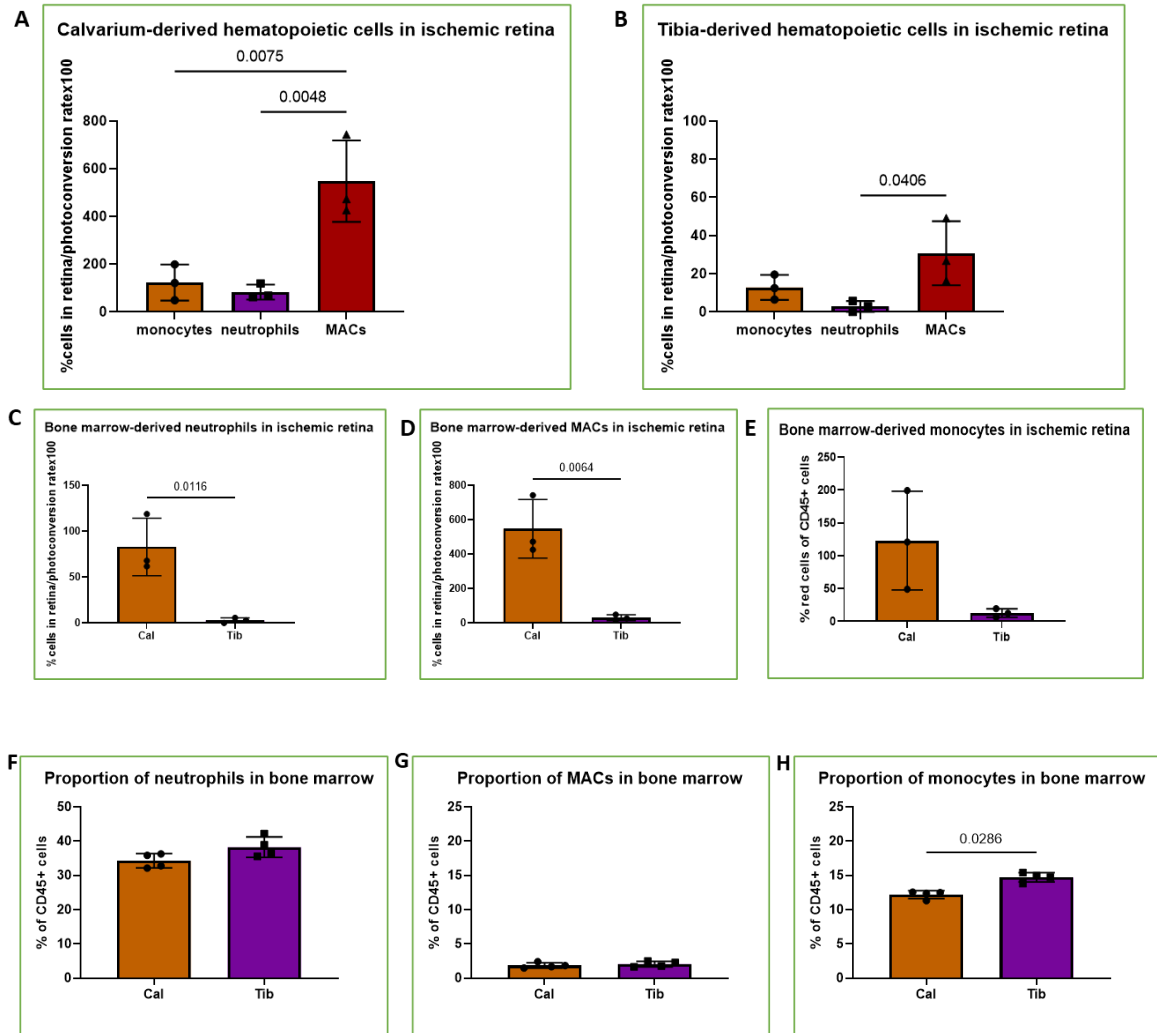 A
Calvarium-derived hematopoietic cells in ischemic retina
0.0075
0.0048
%cells in retina/photoconversion ratex100
800
600
400
200
0
monocytes
neutrophils
MACs
B
Tibia-derived hematopoietic cells in ischemic retina
0.0406
%cells in retina/photoconversion ratex100
100
80
60
40
20
0
monocytes
neutrophils
MACs
C
Bone marrow-derived neutrophils in ischemic retina
0.0116
% cells in retina/photoconversion ratex100
150
100
50
0
Cal
Tib
D
Bone marrow-derived MACs in ischemic retina
0.0064
% cells in retina/photoconversion ratex100
800
600
400
200
0
Cal
Tib
E
Bone marrow-derived monocytes in ischemic retina
% red cells of CD45+ cells
250
200
150
100
50
0
Cal
Tib
F
Proportion of neutrophils in bone marrow
% of CD45+ cells
50
40
30
20
10
0
Cal
Tib
G
Proportion of MACs in bone marrow
% of CD45+ cells
25
20
15
10
5
0
Cal
Tib
H
Proportion of monocytes in bone marrow
0.0286
% of CD45+ cells
25
20
15
10
5
0
Cal
Tib